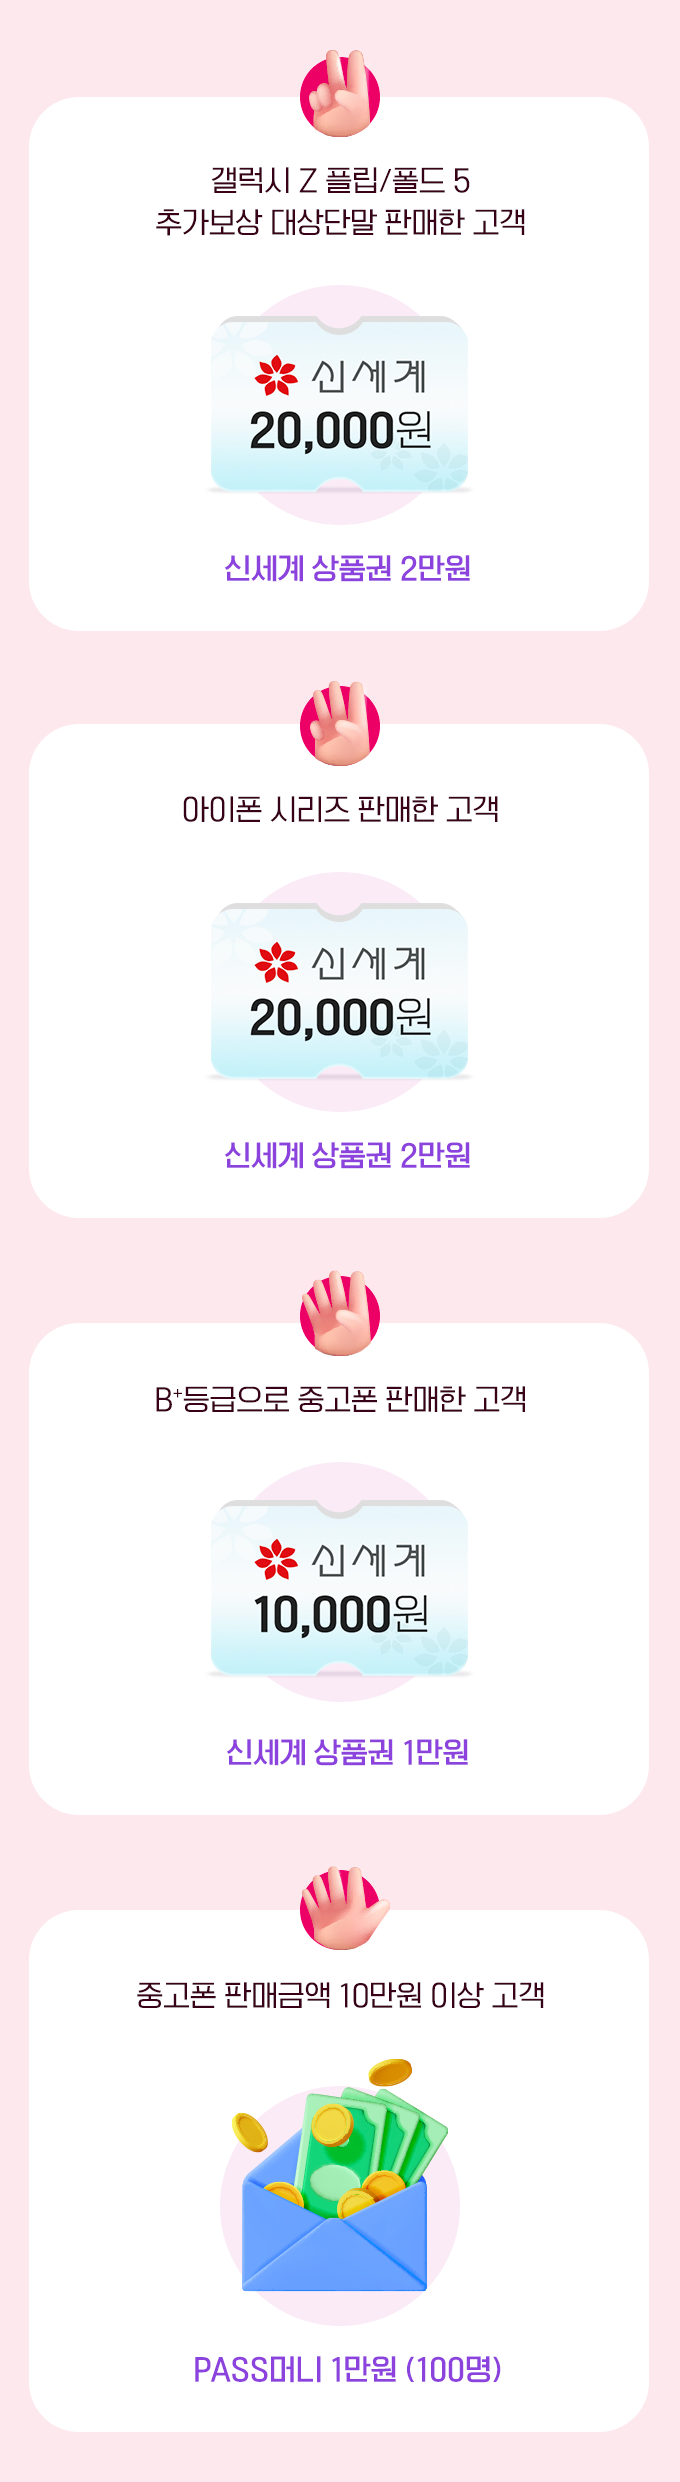 갤럭시 Z 플립/폴드 5
추가보상 대상단말 판매한 고객
신세계
20,000원
신세계 상품권 2만원
아이폰 시리즈 판매한 고객
신세계
20,000원
신세계 상품권 2만원
B+등급으로 중고폰 판매한 고객
신세계
10,000원
신세계 상품권 1만원
중고폰 판매금액 10만원 이상 고객
PASS머니 1만원 (100명)